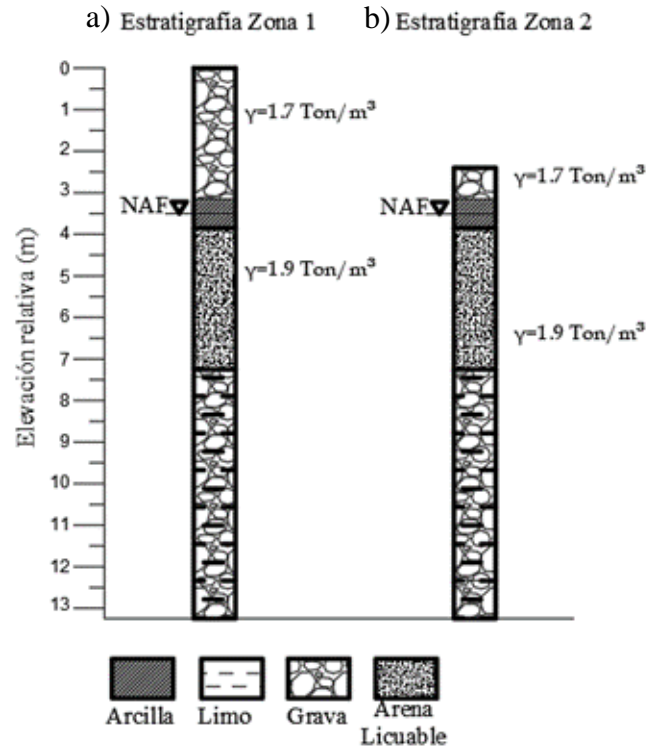 a) Estratigrafía Zona 1
b) Estratigrafía Zona 2
Elevación relativa (m)
0
1
2
3
4
5
6
7
8
9
10
11
12
13
γ=1.7 Ton/m³
NAF
γ=1.9 Ton/m³
γ=1.7 Ton/m³
NAF
γ=1.9 Ton/m³
Arcilla
Limo
Grava
Arena
Licuable